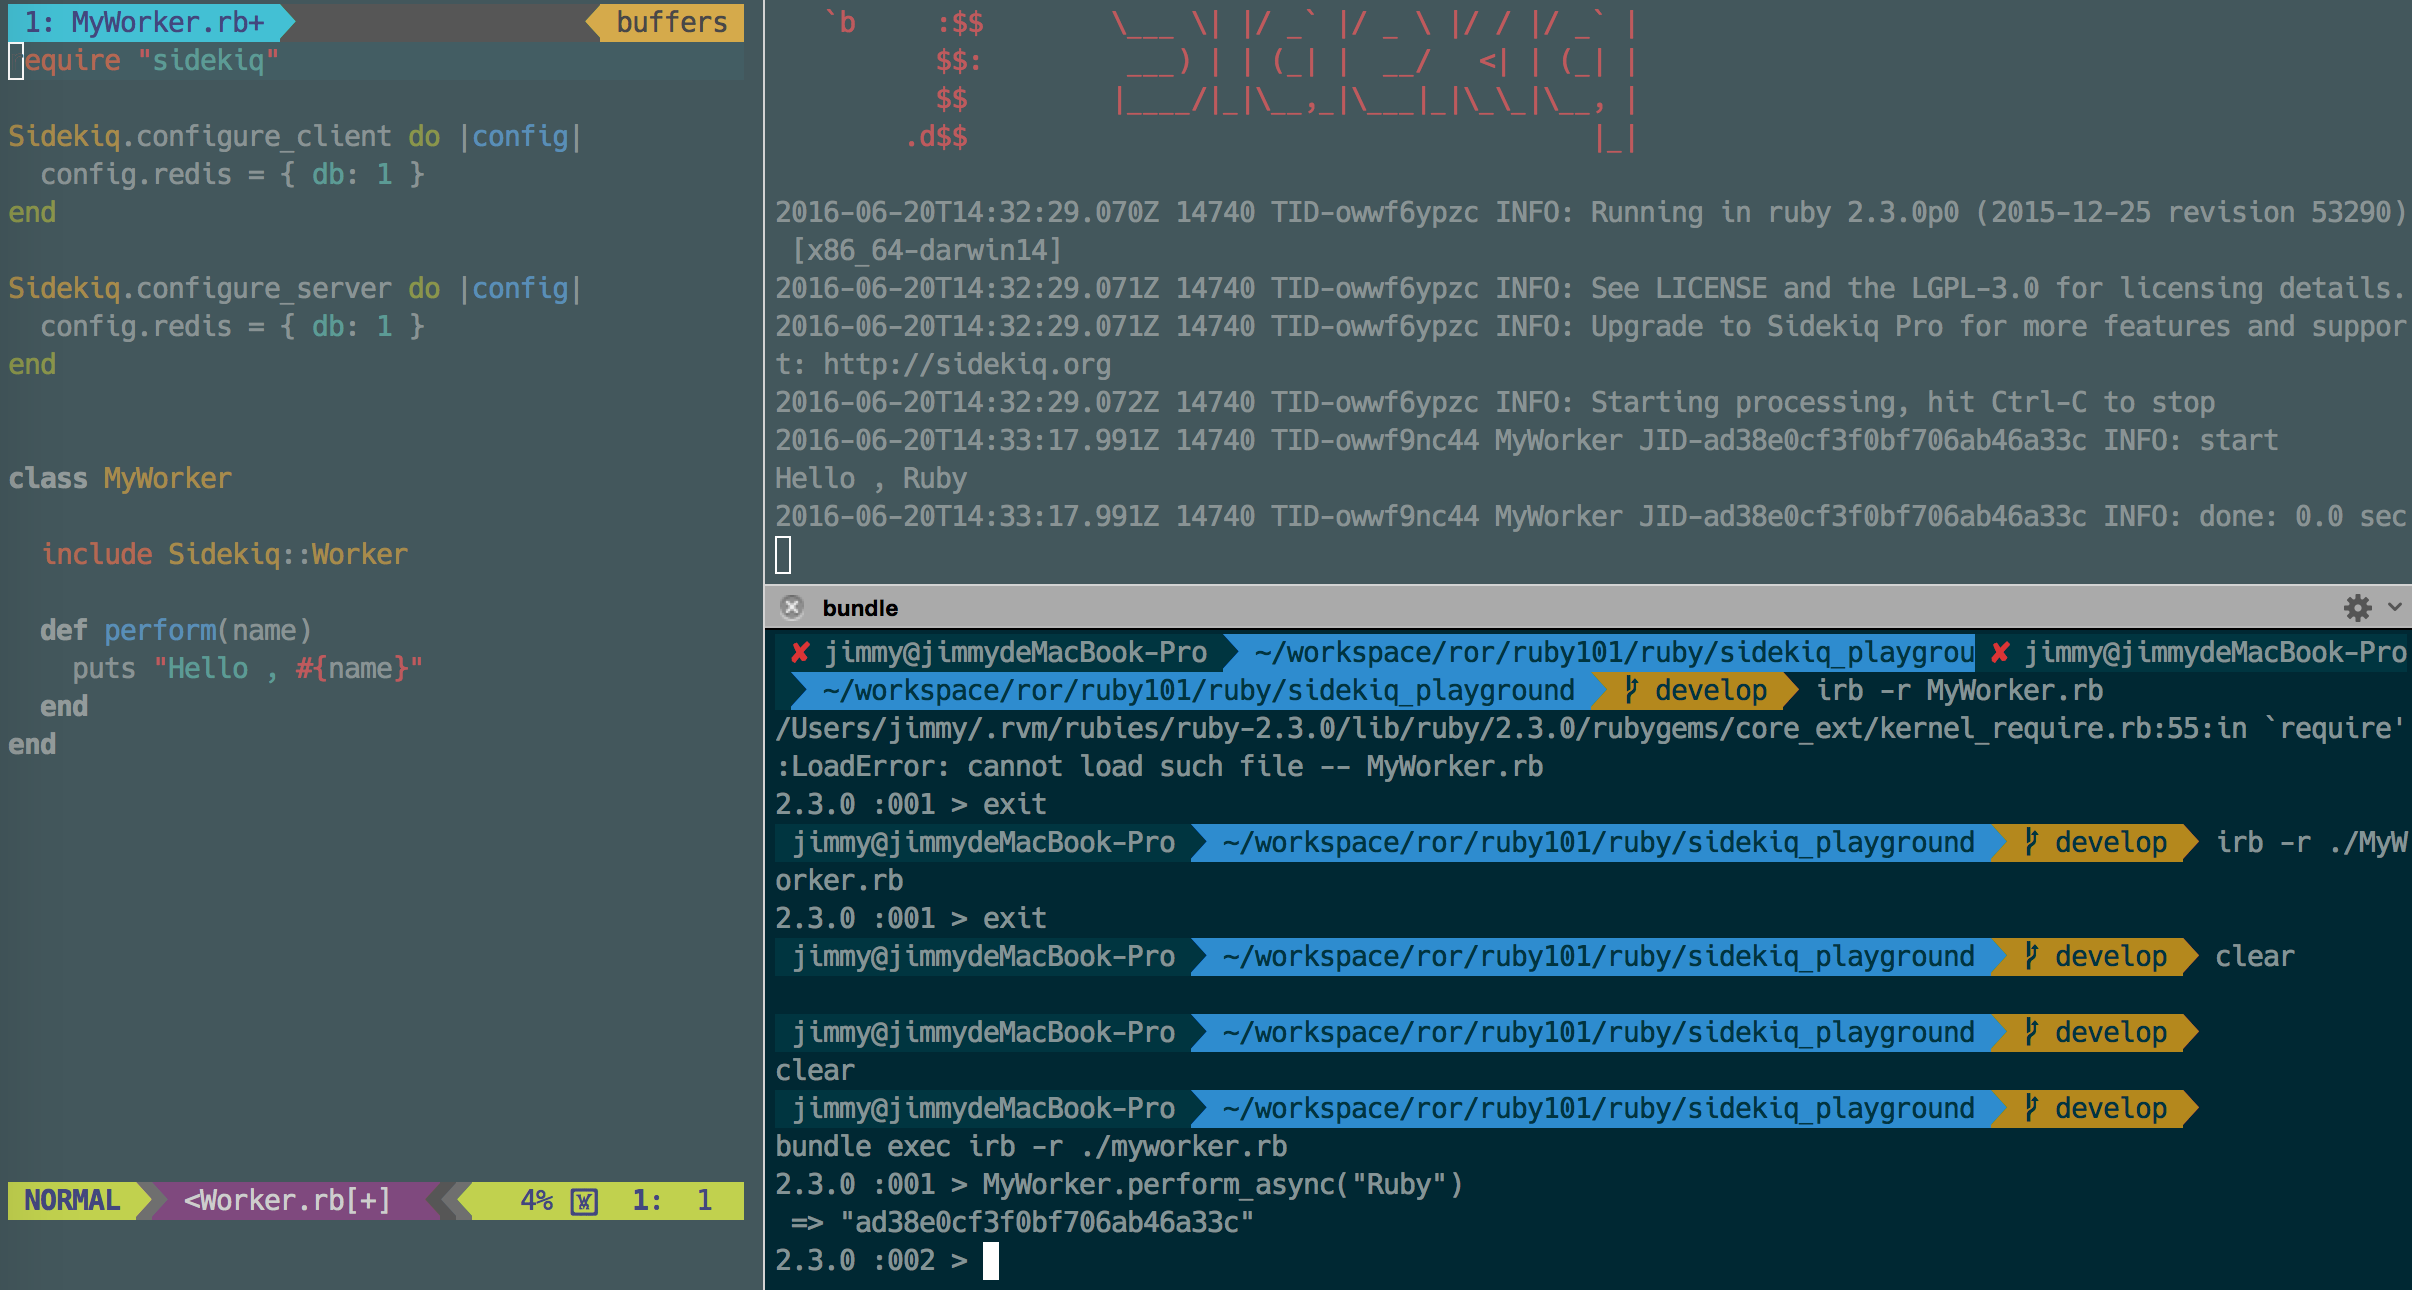 1: MyWorker.rb+ buffers
require "sidekiq"
Sidekiq.configure_client do |config|
  config.redis = { db: 1 }
end
Sidekiq.configure_server do |config|
  config.redis = { db: 1 }
end
class MyWorker
  include Sidekiq::Worker
  def perform(name)
    puts "Hello , #{name}"
  end
end
NORMAL <Worker.rb[+] 4% 1: 1
`b     :$$        \___ \| |/ _` |/ _ \ |/ / |/ _` |
       $$:         ___) | | (_| |  __/   <| | (_| |
       $$         |____/|_|\__,_|\___|_|\_\_|\__, |
     .d$$                                       |_|
2016-06-20T14:32:29.070Z 14740 TID-owwf6ypzc INFO: Running in ruby 2.3.0p0 (2015-12-25 revision 53290)
 [x86_64-darwin14]
2016-06-20T14:32:29.071Z 14740 TID-owwf6ypzc INFO: See LICENSE and the LGPL-3.0 for licensing details.
2016-06-20T14:32:29.071Z 14740 TID-owwf6ypzc INFO: Upgrade to Sidekiq Pro for more features and suppor
t: http://sidekiq.org
2016-06-20T14:32:29.072Z 14740 TID-owwf6ypzc INFO: Starting processing, hit Ctrl-C to stop
2016-06-20T14:33:17.991Z 14740 TID-owwf9nc44 MyWorker JID-ad38e0cf3f0bf706ab46a33c INFO: start
Hello , Ruby
2016-06-20T14:33:17.991Z 14740 TID-owwf9nc44 MyWorker JID-ad38e0cf3f0bf706ab46a33c INFO: done: 0.0 sec
bundle
✘ jimmy@jimmydeMacBook-Pro ~/workspace/ror/ruby101/ruby/sidekiq_playgrou ✘ jimmy@jimmydeMacBook-Pro
~/workspace/ror/ruby101/ruby/sidekiq_playground develop irb -r MyWorker.rb
/Users/jimmy/.rvm/rubies/ruby-2.3.0/lib/ruby/2.3.0/rubygems/core_ext/kernel_require.rb:55:in `require'
:LoadError: cannot load such file -- MyWorker.rb
2.3.0 :001 > exit
jimmy@jimmydeMacBook-Pro ~/workspace/ror/ruby101/ruby/sidekiq_playground develop irb -r ./MyW
orker.rb
2.3.0 :001 > exit
jimmy@jimmydeMacBook-Pro ~/workspace/ror/ruby101/ruby/sidekiq_playground develop clear
jimmy@jimmydeMacBook-Pro ~/workspace/ror/ruby101/ruby/sidekiq_playground develop
clear
jimmy@jimmydeMacBook-Pro ~/workspace/ror/ruby101/ruby/sidekiq_playground develop
bundle exec irb -r ./myworker.rb
2.3.0 :001 > MyWorker.perform_async("Ruby")
 => "ad38e0cf3f0bf706ab46a33c"
2.3.0 :002 >